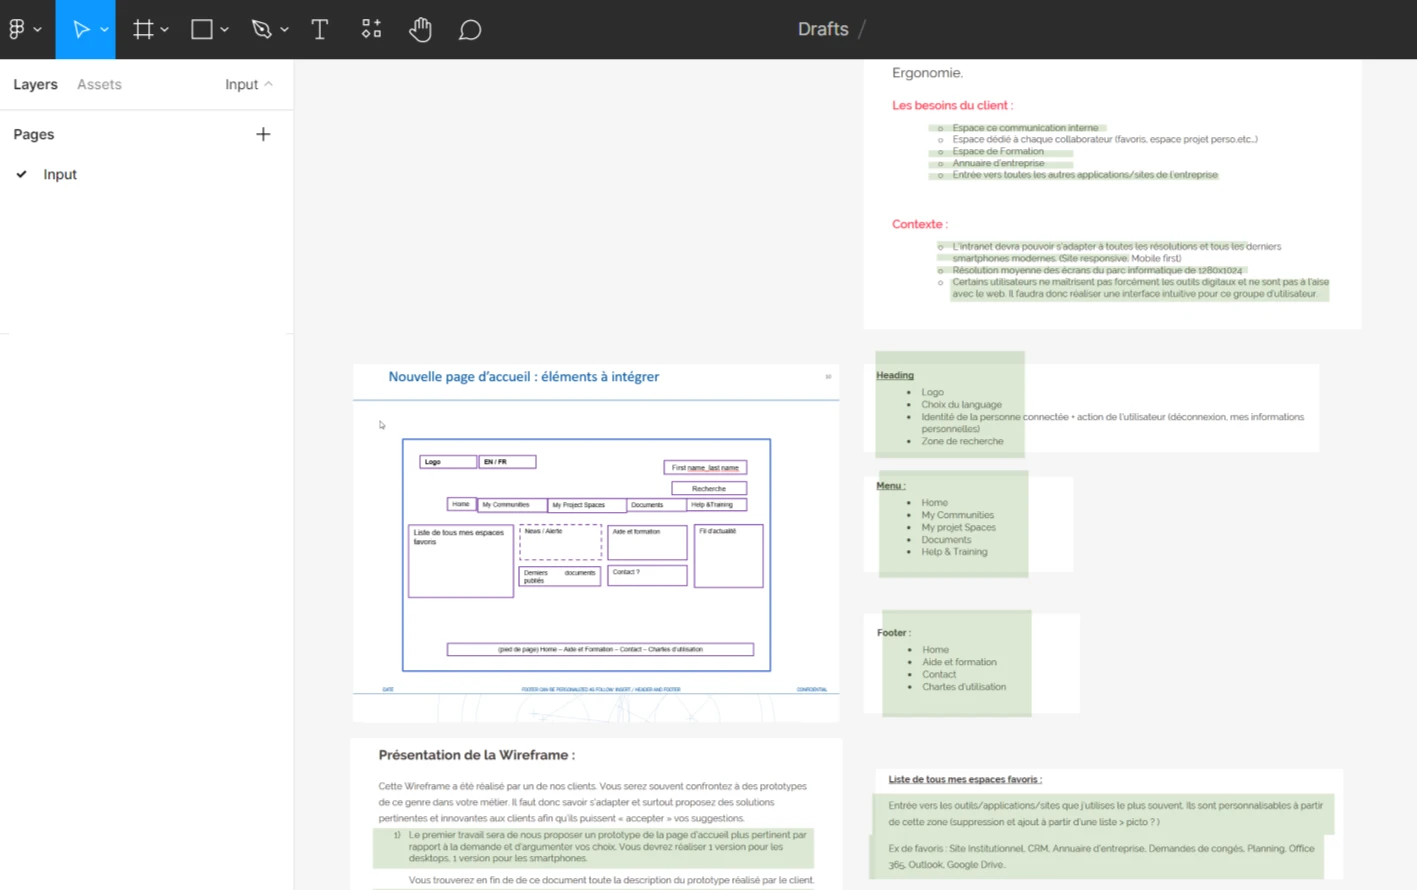 Drafts /
Layers
Assets
Input
Pages
Input
Ergonomie.
Les besoins du client :
Espace ce communication interne
Espace dédié à chaque collaborateur (favoris, espace projet perso.etc..)
Espace de Formation
Annuaire d'entreprise
Entrée vers toutes les autres applications/sites de l'entreprise
Contexte :
L'intranet devra pouvoir s'adapter à toutes les résolutions et tous les derniers
smartphones modernes. (Site responsive. Mobile first)
Résolution moyenne des écrans du parc informatique de 1280x1024
Certains utilisateurs ne maîtrisent pas forcément les outils digitaux et ne sont pas à l'aise
avec le web. Il faudra donc réaliser une interface intuitive pour ce groupe d'utilisateur.
Nouvelle page d'accueil : éléments à intégrer
Logo
EN / FR
First name_last name
Recherche
Home
My Communities
My Project Spaces
Documents
Help &Training
Liste de tous mes espaces
favoris
News / Alerte
Aide et formation
Fil d'actualité
Derniers documents
publiés
Contact ?
(pied de page) Home – Aide et Formation – Contact – Chartes d'utilisation
DATE
FOOTER CAN BE PERSONALIZED AS FOLLOW: INSERT / HEADER AND FOOTER
CONFIDENTIAL
Heading
Logo
Choix du language
Identité de la personne connectée + action de l'utilisateur (déconnexion, mes informations
personnelles)
Zone de recherche
Menu :
Home
My Communities
My projet Spaces
Documents
Help & Training
Footer :
Home
Aide et formation
Contact
Chartes d'utilisation
Présentation de la Wireframe :
Cette Wireframe a été réalisé par un de nos clients. Vous serez souvent confrontez à des prototypes
de ce genre dans votre métier. Il faut donc savoir s'adapter et surtout proposez des solutions
pertinentes et innovantes aux clients afin qu'ils puissent « accepter » vos suggestions.
1) Le premier travail sera de nous proposer un prototype de la page d'accueil plus pertinent par
rapport à la demande et d'argumenter vos choix. Vous devrez réaliser 1 version pour les
desktops, 1 version pour les smartphones.
Vous trouverez en fin de de ce document toute la description du prototype réalisé par le client.
Liste de tous mes espaces favoris :
Entrée vers les outils/applications/sites que j'utilises le plus souvent. Ils sont personnalisables à partir
de cette zone (suppression et ajout à partir d'une liste > picto ? )
Ex de favoris : Site Institutionnel, CRM, Annuaire d'entreprise, Demandes de congés, Planning, Office
365, Outlook, Google Drive..